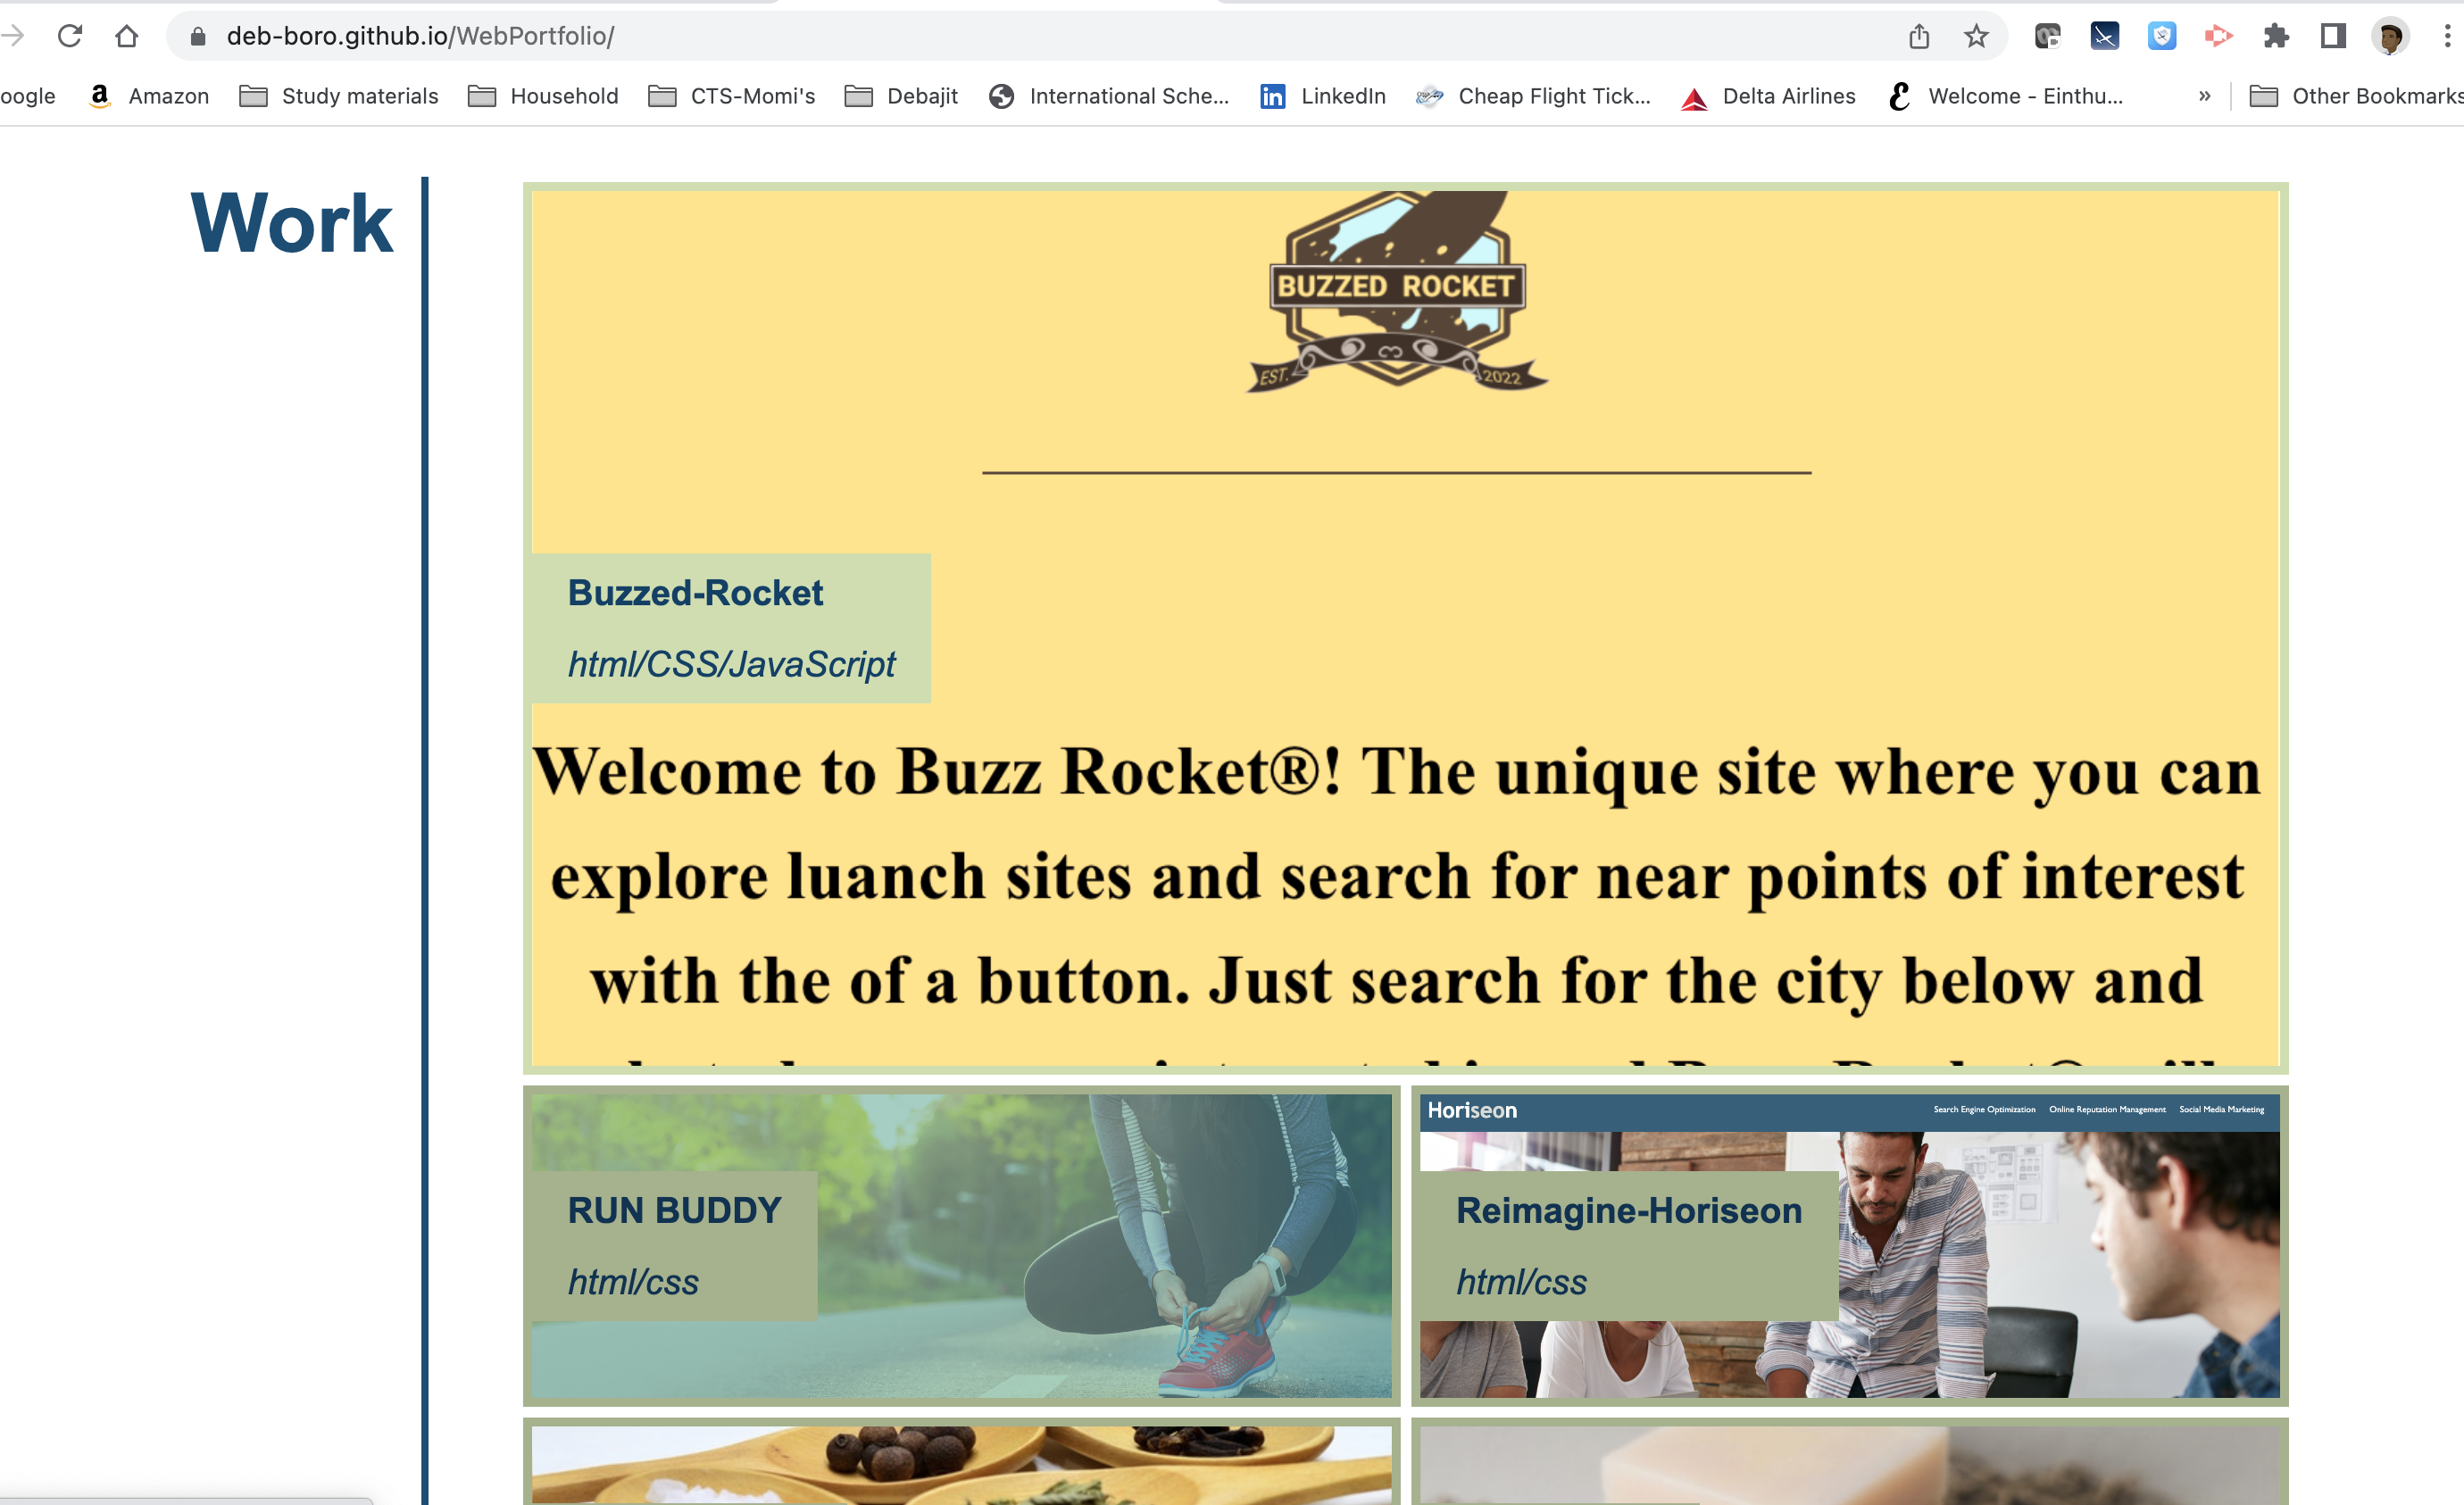 deb-boro.github.io/WebPortfolio/
oogle Amazon Study materials Household CTS-Momi's Debajit International Sche... LinkedIn Cheap Flight Tick... Delta Airlines Welcome - Einthu... » Other Bookmarks
Work
BUZZED ROCKET
EST. 2022
Buzzed-Rocket
html/CSS/JavaScript
Welcome to Buzz Rocket®! The unique site where you can
explore luanch sites and search for near points of interest
with the of a button. Just search for the city below and
Horiseon Search Engine Optimization Online Reputation Management Social Media Marketing
RUN BUDDY
html/css
Reimagine-Horiseon
html/css